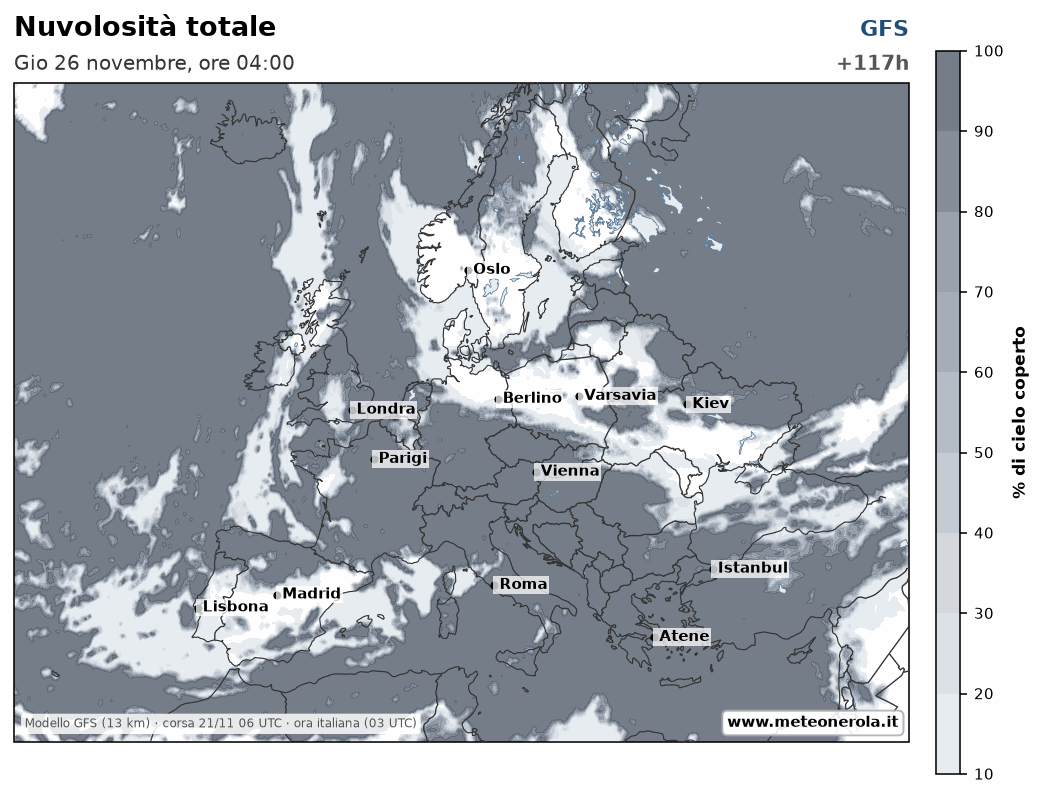 Nuvolosità totale
GFS
Gio 26 novembre, ore 04:00
+117h
100
90
80
70
60
50
40
30
20
10
% di cielo coperto
Oslo
Berlino
Varsavia
Kiev
Londra
Parigi
Vienna
Istanbul
Roma
Madrid
Lisbona
Atene
Modello GFS (13 km) · corsa 21/11 06 UTC · ora italiana (03 UTC)
www.meteonerola.it